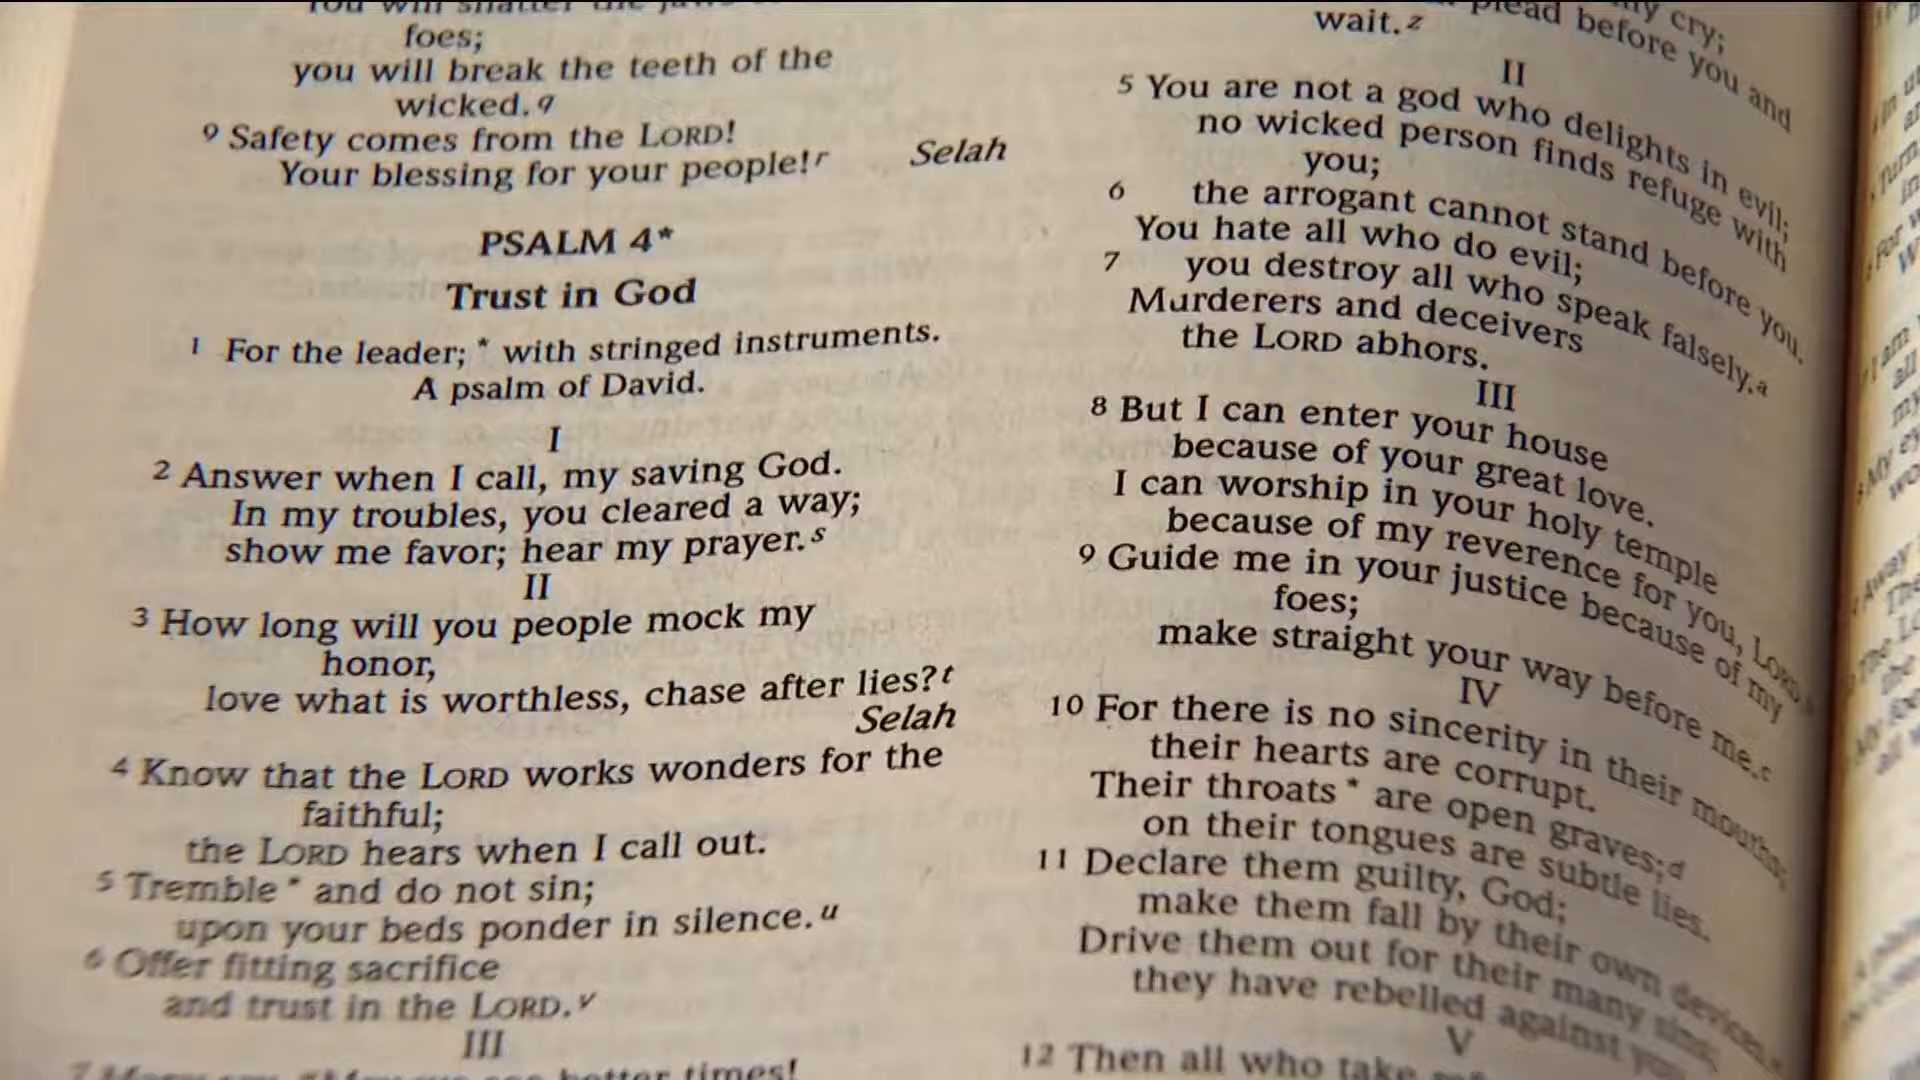 foes;
you will break the teeth of the
wicked. q
9 Safety comes from the LORD!
Your blessing for your people! r Selah
PSALM 4*
Trust in God
1 For the leader; * with stringed instruments.
A psalm of David.
I
2 Answer when I call, my saving God.
In my troubles, you cleared a way;
show me favor; hear my prayer. s
II
3 How long will you people mock my
honor,
love what is worthless, chase after lies? t
Selah
4 Know that the LORD works wonders for the
faithful;
the LORD hears when I call out.
5 Tremble * and do not sin;
upon your beds ponder in silence. u
6 Offer fitting sacrifice
and trust in the LORD. v
III
better times!
my cry;
plead before you and
wait. z
II
5 You are not a god who delights in evil;
no wicked person finds refuge with
you;
6 the arrogant cannot stand before you.
You hate all who do evil;
7 you destroy all who speak falsely. a
Murderers and deceivers
the LORD abhors.
III
8 But I can enter your house
because of your great love.
I can worship in your holy temple
because of my reverence for you, LORD.
9 Guide me in your justice because of my
foes;
make straight your way before me. c
IV
10 For there is no sincerity in their mouths;
their hearts are corrupt.
Their throats * are open graves; d
on their tongues are subtle lies.
11 Declare them guilty, God;
make them fall by their own devices.
Drive them out for their many sins;
they have rebelled against you.
V
12 Then all who take